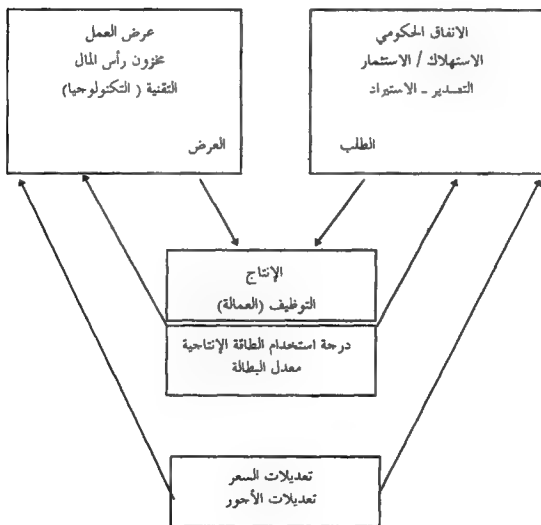 الانفاق الحكومي
الاستهلاك / الاستثمار
التصدير ـ الاستيراد
الطلب
عرض العمل
مخزون رأس المال
التقنية ( التكنولوجيا)
العرض
الإنتاج
التوظيف (العمالة)
درجة استخدام الطاقة الإنتاجية
معدل البطالة
تعديلات السعر
تعديلات الأجور